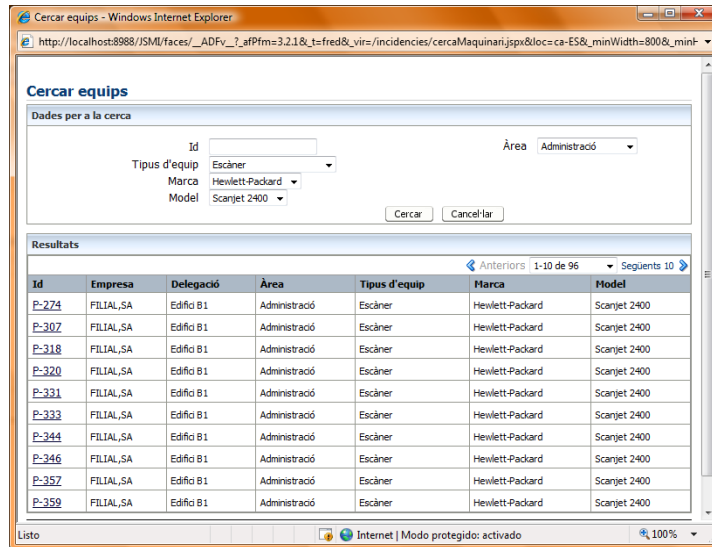 Cercar equips - Windows Internet Explorer
http://localhost:8988/JSMI/faces/__ADFv__?_afPfm=3.2.1&_t=fred&_vir=/incidencies/cercaMaquinari.jspx&loc=ca-ES&_minWidth=800&_minH
Cercar equips
Dades per a la cerca
Id Àrea Administració
Tipus d'equip Escàner
Marca Hewlett-Packard
Model Scanjet 2400
Cercar Cancel·lar
Resultats
Anteriors 1-10 de 96 Següents 10
Id Empresa Delegació Àrea Tipus d'equip Marca Model
P-274 FILIAL,SA Edifici B1 Administració Escàner Hewlett-Packard Scanjet 2400
P-307 FILIAL,SA Edifici B1 Administració Escàner Hewlett-Packard Scanjet 2400
P-318 FILIAL,SA Edifici B1 Administració Escàner Hewlett-Packard Scanjet 2400
P-320 FILIAL,SA Edifici B1 Administració Escàner Hewlett-Packard Scanjet 2400
P-331 FILIAL,SA Edifici B1 Administració Escàner Hewlett-Packard Scanjet 2400
P-333 FILIAL,SA Edifici B1 Administració Escàner Hewlett-Packard Scanjet 2400
P-344 FILIAL,SA Edifici B1 Administració Escàner Hewlett-Packard Scanjet 2400
P-346 FILIAL,SA Edifici B1 Administració Escàner Hewlett-Packard Scanjet 2400
P-357 FILIAL,SA Edifici B1 Administració Escàner Hewlett-Packard Scanjet 2400
P-359 FILIAL,SA Edifici B1 Administració Escàner Hewlett-Packard Scanjet 2400
Listo Internet | Modo protegido: activado 100%